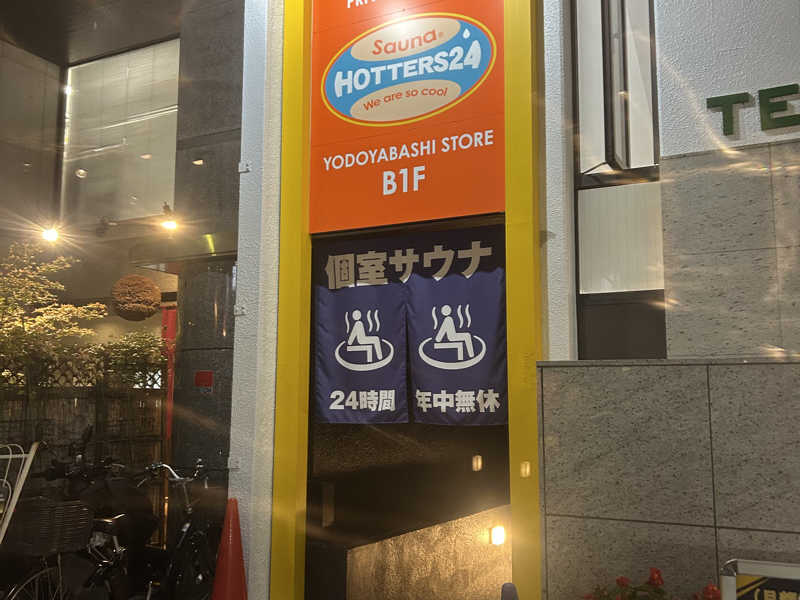 Sauna®
HOTTERS24
We are so cool
YODOYABASHI STORE
B1F
個室サウナ
24時間 年中無休
TE